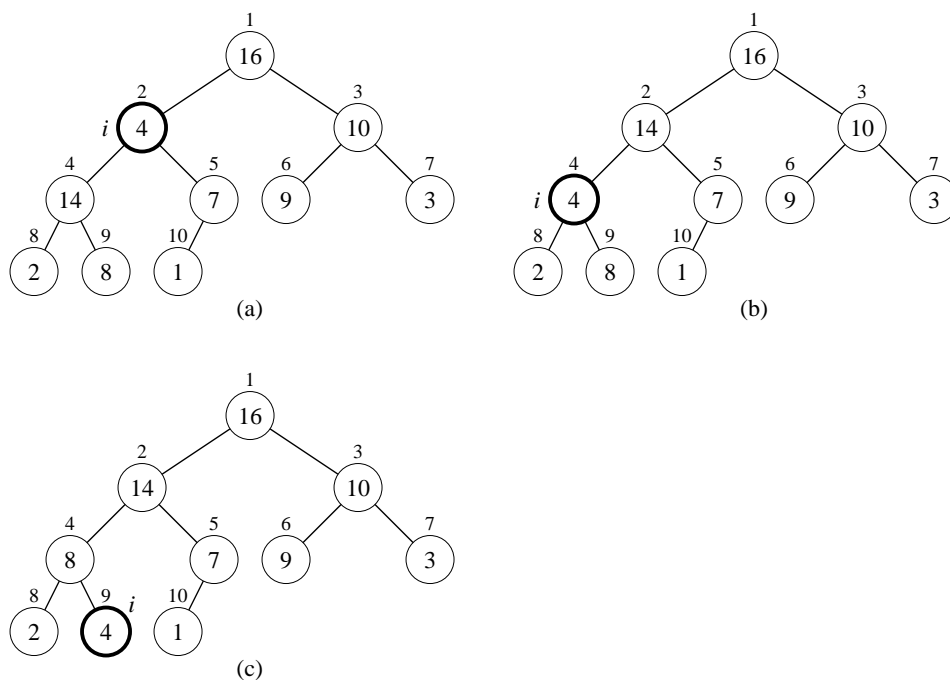 1 1
16 16
2 3 2 3
i 4 10 14 10
4 5 6 7 4 5 6 7
14 7 9 3 i 4 7 9 3
8 9 10 8 9 10
2 8 1 2 8 1
(a) (b)
1
16
2 3
14 10
4 5 6 7
8 7 9 3
8 9 i 10
2 4 1
(c)